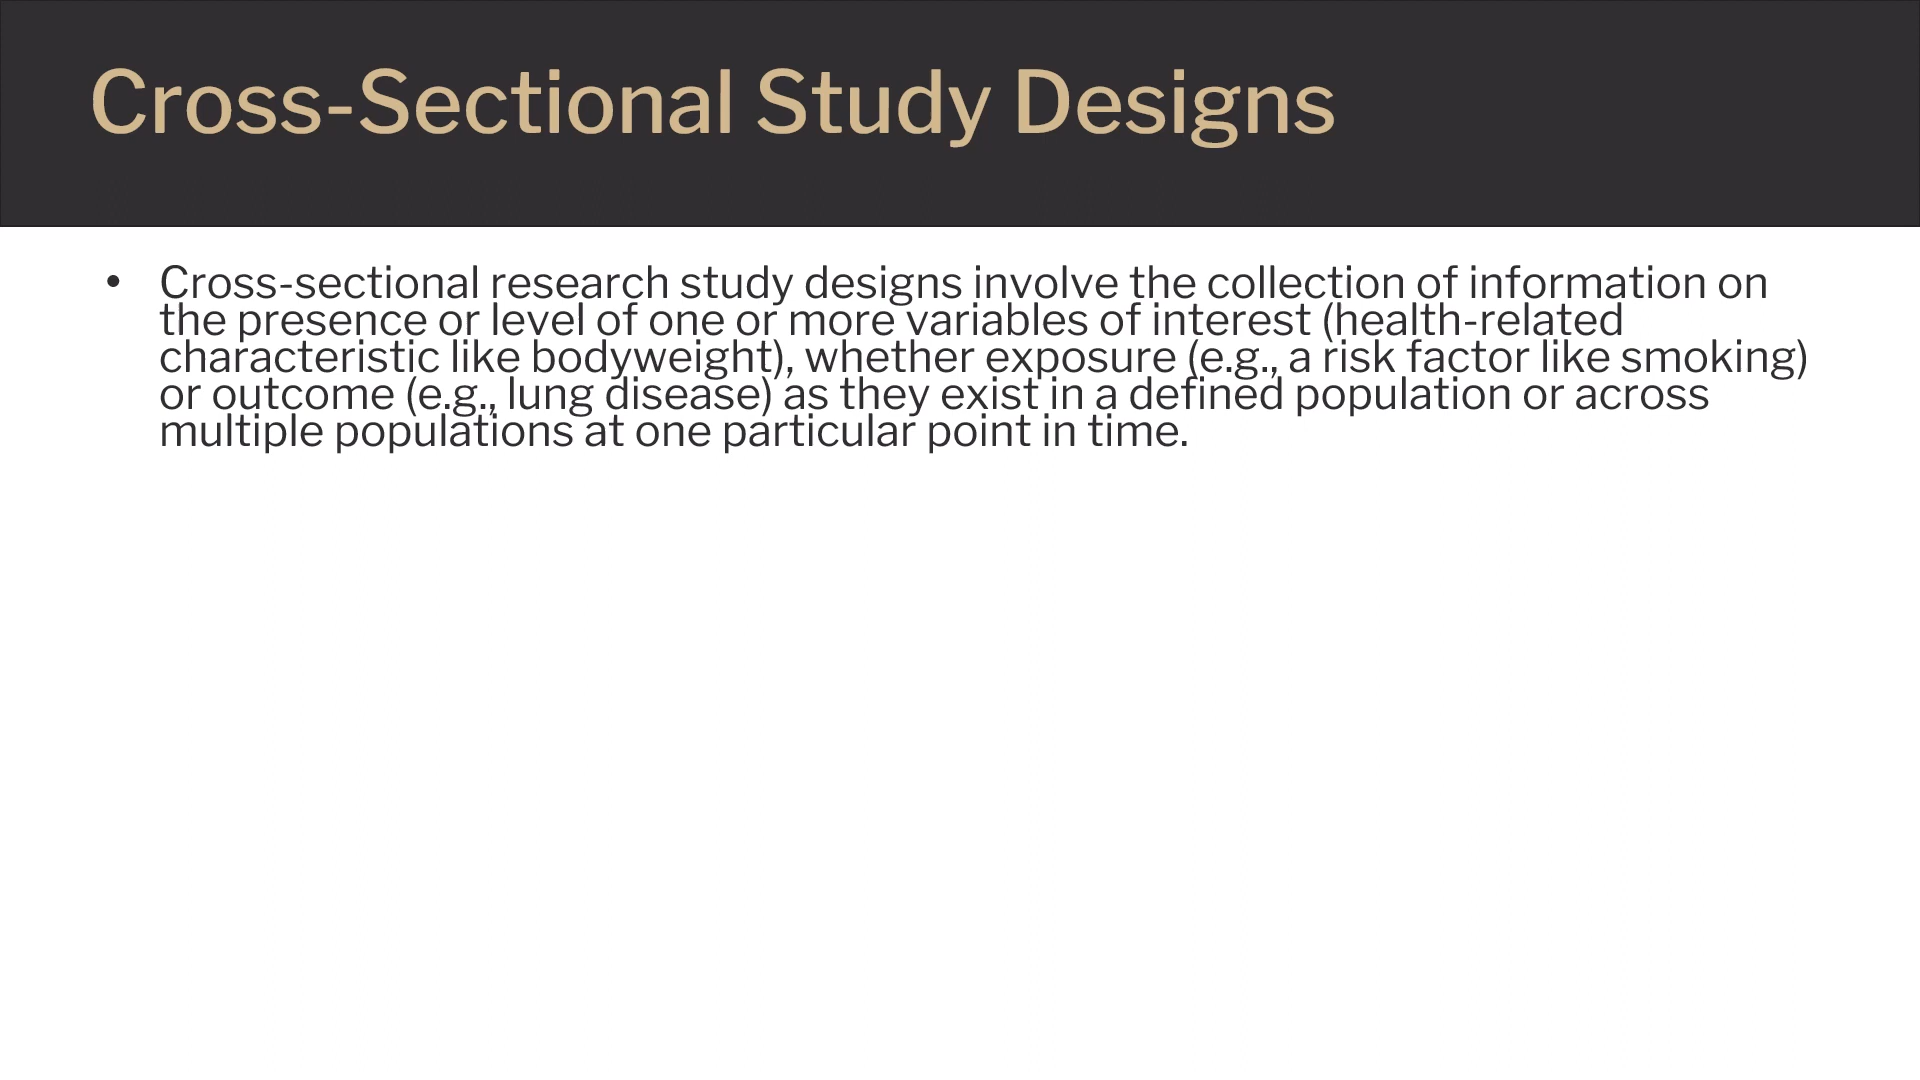 Cross-Sectional Study Designs
• Cross-sectional research study designs involve the collection of information on
the presence or level of one or more variables of interest (health-related
characteristic like bodyweight), whether exposure (e.g., a risk factor like smoking)
or outcome (e.g., lung disease) as they exist in a defined population or across
multiple populations at one particular point in time.